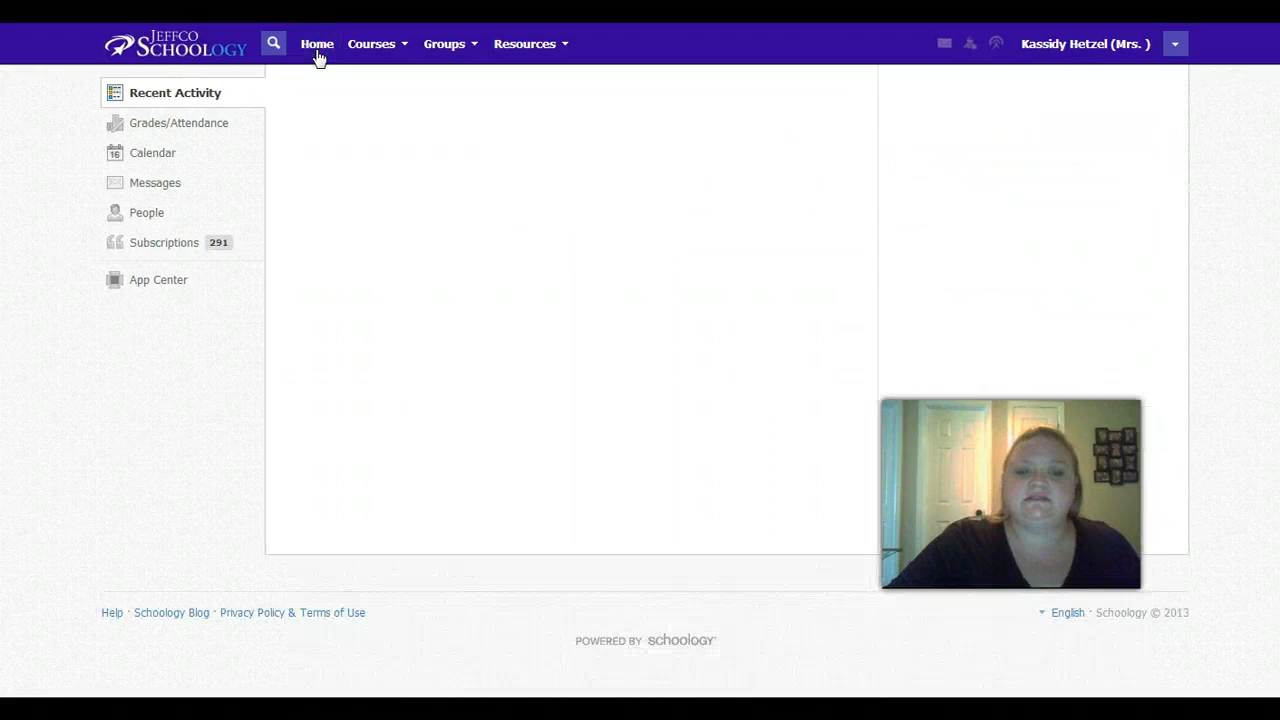 JEFFCO
SCHOOLOGY
Home
Courses
Groups
Resources
Kassidy Hetzel (Mrs. )
Recent Activity
Grades/Attendance
16
Calendar
Messages
People
Subscriptions 291
App Center
Help · Schoology Blog · Privacy Policy & Terms of Use
English · Schoology © 2013
POWERED BY schoology